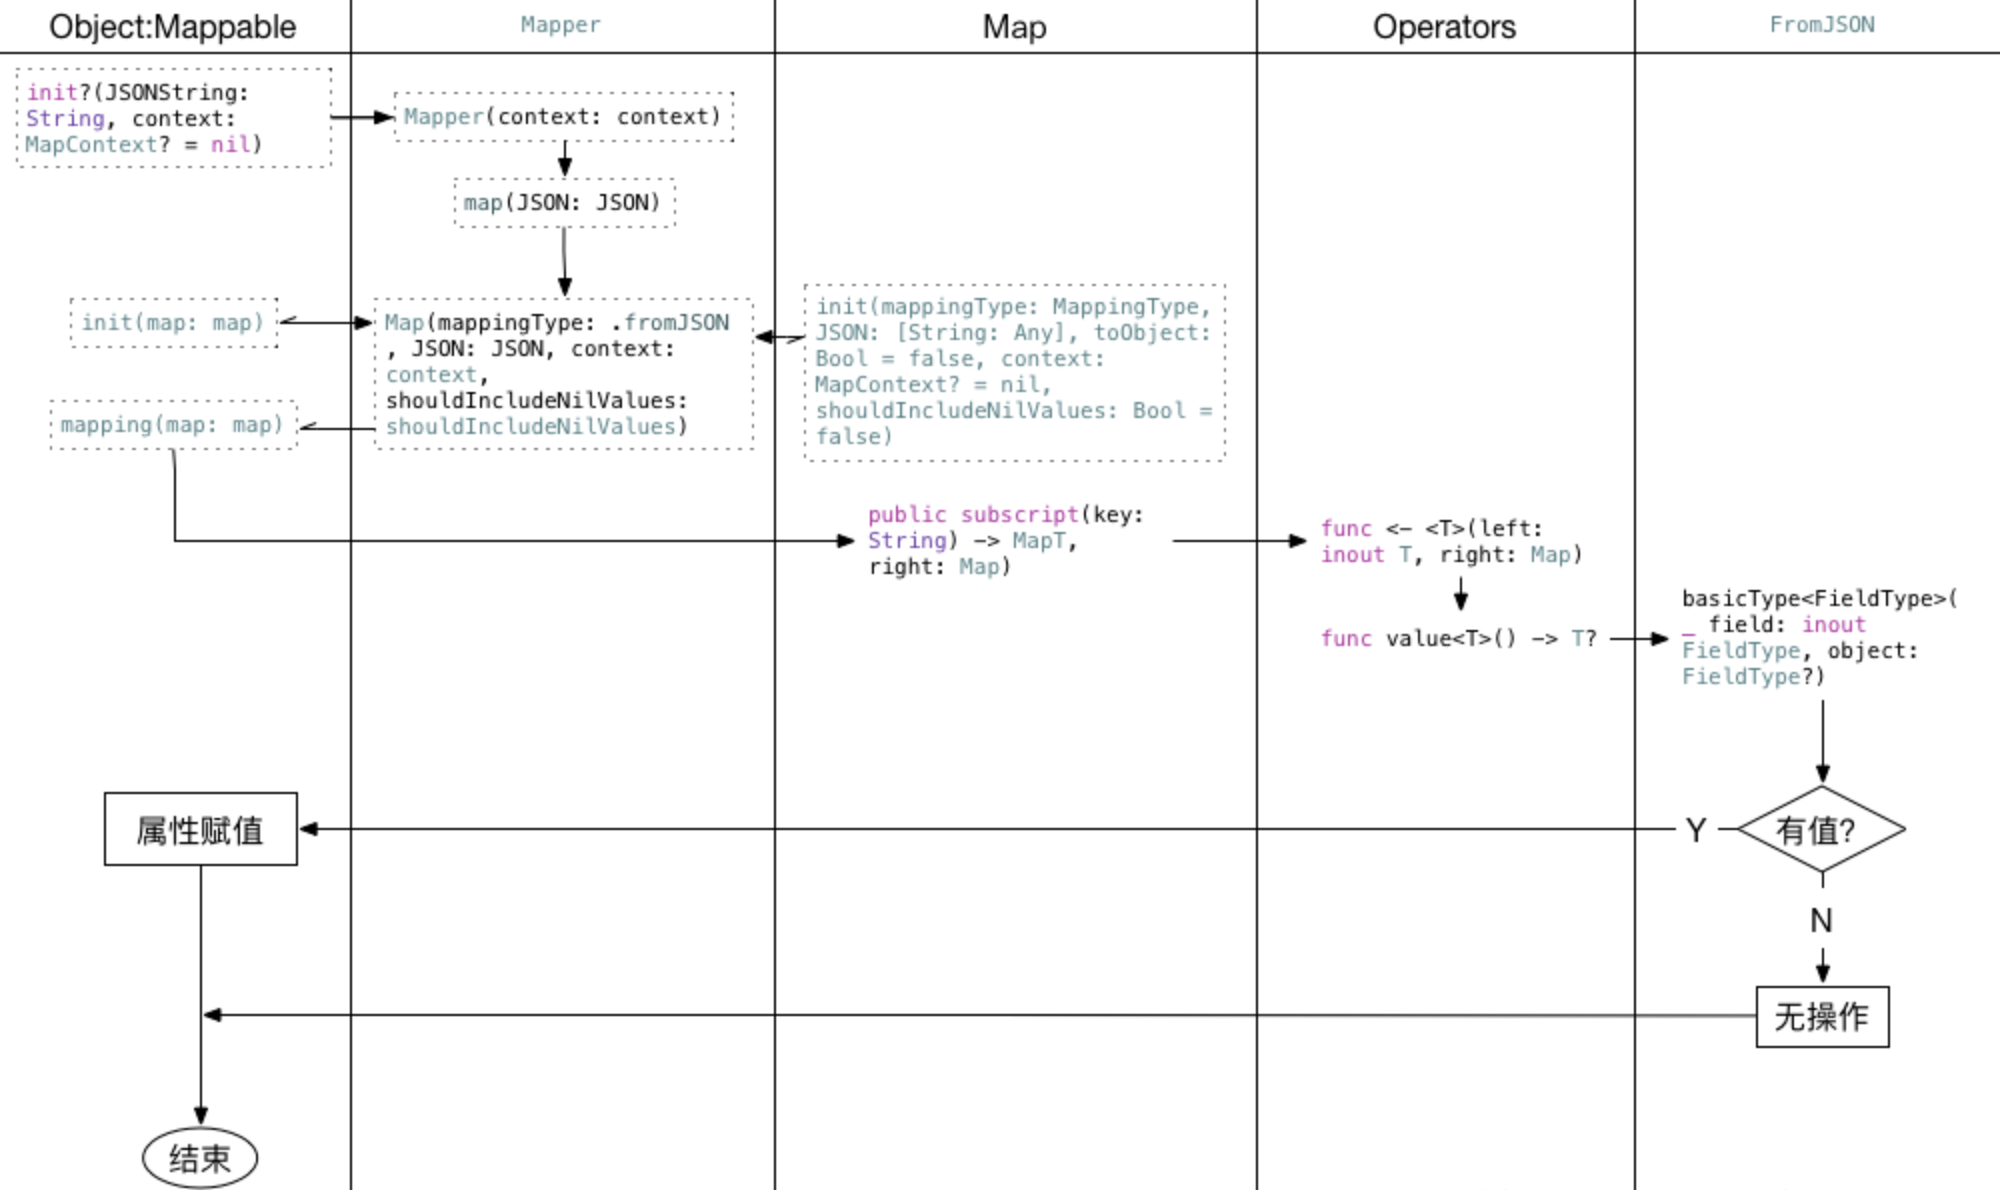 Object:Mappable
Mapper
Map
Operators
FromJSON
init?(JSONString:
String, context:
MapContext? = nil)
Mapper(context: context)
map(JSON: JSON)
init(map: map)
Map(mappingType: .fromJSON
, JSON: JSON, context:
context,
shouldIncludeNilValues:
shouldIncludeNilValues)
init(mappingType: MappingType,
JSON: [String: Any], toObject:
Bool = false, context:
MapContext? = nil,
shouldIncludeNilValues: Bool =
false)
mapping(map: map)
public subscript(key:
String) -> MapT,
right: Map)
func <- <T>(left:
inout T, right: Map)
func value<T>() -> T?
basicType<FieldType>(
_ field: inout
FieldType, object:
FieldType?)
属性赋值
Y
有值?
N
无操作
结束